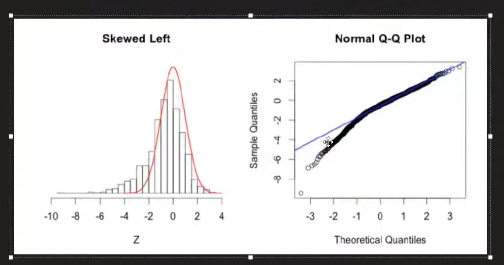 Skewed Left
-10 -8 -6 -4 -2 0 2 4
Z
Normal Q-Q Plot
Sample Quantiles
2
0
-2
-4
-6
-8
-3 -2 -1 0 1 2 3
Theoretical Quantiles